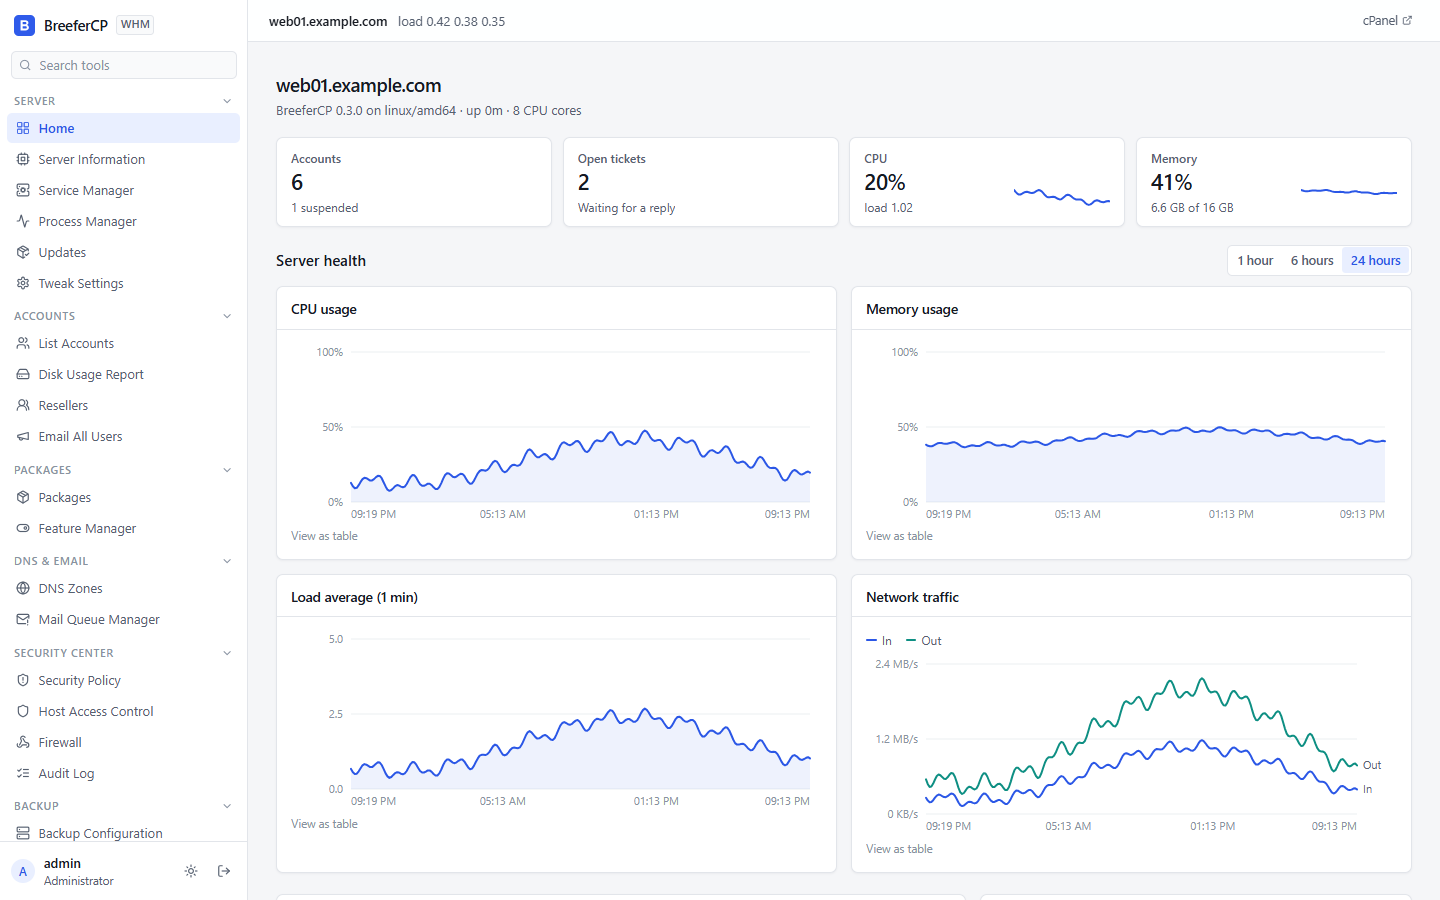 B BreeferCP WHM
Search tools
SERVER
Home
Server Information
Service Manager
Process Manager
Updates
Tweak Settings
ACCOUNTS
List Accounts
Disk Usage Report
Resellers
Email All Users
PACKAGES
Packages
Feature Manager
DNS & EMAIL
DNS Zones
Mail Queue Manager
SECURITY CENTER
Security Policy
Host Access Control
Firewall
Audit Log
BACKUP
Backup Configuration
A admin
Administrator
web01.example.com load 0.42 0.38 0.35
cPanel
web01.example.com
BreeferCP 0.3.0 on linux/amd64 · up 0m · 8 CPU cores
Accounts
6
1 suspended
Open tickets
2
Waiting for a reply
CPU
20%
load 1.02
Memory
41%
6.6 GB of 16 GB
Server health
1 hour 6 hours 24 hours
CPU usage
100%
50%
0%
09:19 PM 05:13 AM 01:13 PM 09:13 PM
View as table
Memory usage
100%
50%
0%
09:19 PM 05:13 AM 01:13 PM 09:13 PM
View as table
Load average (1 min)
5.0
2.5
0.0
09:19 PM 05:13 AM 01:13 PM 09:13 PM
View as table
Network traffic
In Out
2.4 MB/s
1.2 MB/s
0 KB/s
Out
In
09:19 PM 05:13 AM 01:13 PM 09:13 PM
View as table